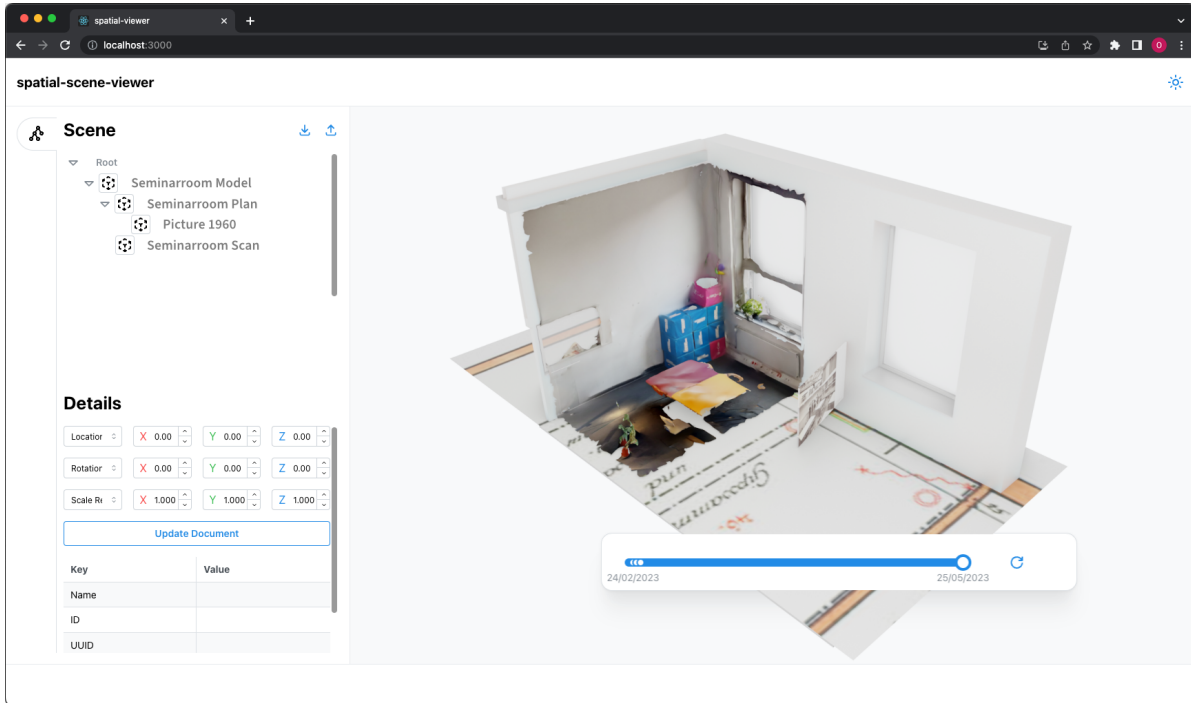 spatial-viewer
localhost:3000
O
spatial-scene-viewer
Scene
Root
Seminarroom Model
Seminarroom Plan
Picture 1960
Seminarroom Scan
Details
Locatior X 0.00 Y 0.00 Z 0.00
Rotatior X 0.00 Y 0.00 Z 0.00
Scale Re X 1.000 Y 1.000 Z 1.000
Update Document
Key Value
Name
ID
UUID
und
24/02/2023 25/05/2023